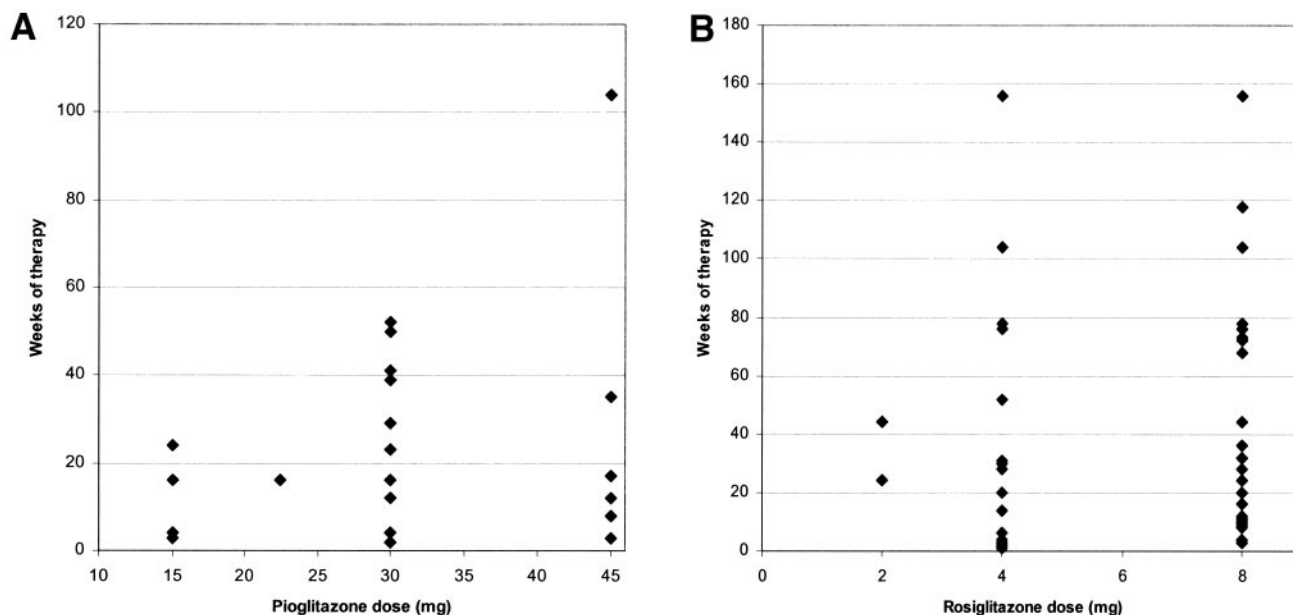 A
120
100
80
60
40
20
0
10 15 20 25 30 35 40 45
Pioglitazone dose (mg)
Weeks of therapy
B
180
160
140
120
100
80
60
40
20
0
0 2 4 6 8
Rosiglitazone dose (mg)
Weeks of therapy